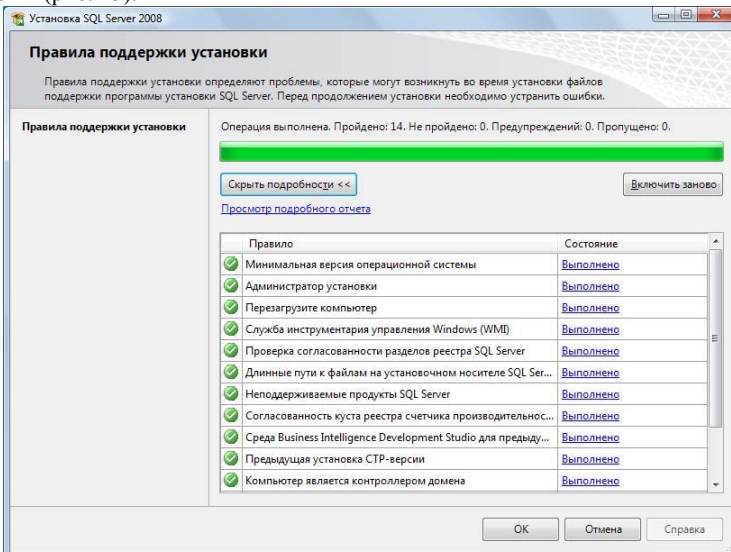 Установка SQL Server 2008
Правила поддержки установки
Правила поддержки установки определяют проблемы, которые могут возникнуть во время установки файлов
поддержки программы установки SQL Server. Перед продолжением установки необходимо устранить ошибки.
Правила поддержки установки
Операция выполнена. Пройдено: 14. Не пройдено: 0. Предупреждений: 0. Пропущено: 0.
Скрыть подробности <<
Включить заново
Просмотр подробного отчета
Правило Состояние
Минимальная версия операционной системы Выполнено
Администратор установки Выполнено
Перезагрузите компьютер Выполнено
Служба инструментария управления Windows (WMI) Выполнено
Проверка согласованности разделов реестра SQL Server Выполнено
Длинные пути к файлам на установочном носителе SQL Ser... Выполнено
Неподдерживаемые продукты SQL Server Выполнено
Согласованность куста реестра счетчика производительнос... Выполнено
Среда Business Intelligence Development Studio для предыду... Выполнено
Предыдущая установка CTP-версии Выполнено
Компьютер является контроллером домена Выполнено
OK Отмена Справка